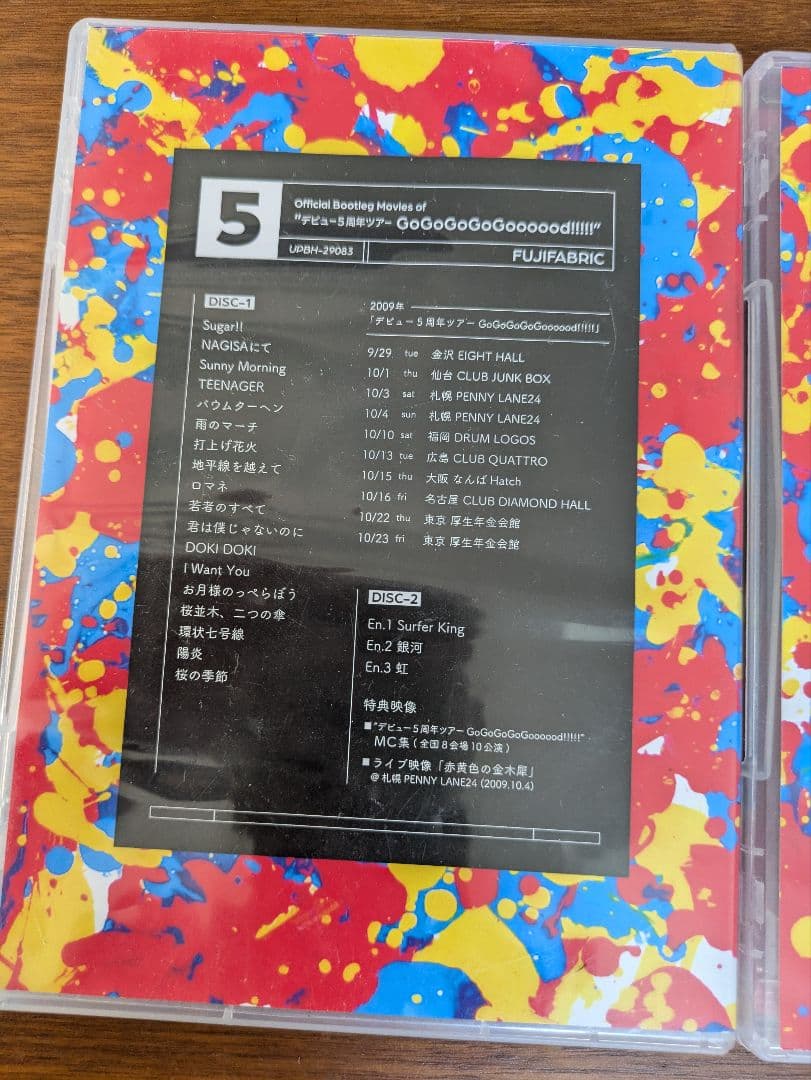 5
Official Bootleg Movies of
"デビュー5周年ツアー GoGoGoGoGoooood!!!!!"
UPBH-29083
FUJIFABRIC
DISC-1
Sugar!!
NAGISAにて
Sunny Morning
TEENAGER
バウムクーヘン
雨のマーチ
打上げ花火
地平線を越えて
ロマネ
若者のすべて
君は僕じゃないのに
DOKI DOKI
I Want You
お月様のっぺらぼう
桜並木、二つの傘
環状七号線
陽炎
桜の季節
2009年
「デビュー5周年ツアー GoGoGoGoGoooood!!!!!」
9/29 tue 金沢 EIGHT HALL
10/1 thu 仙台 CLUB JUNK BOX
10/3 sat 札幌 PENNY LANE24
10/4 sun 札幌 PENNY LANE24
10/10 sat 福岡 DRUM LOGOS
10/13 tue 広島 CLUB QUATTRO
10/15 thu 大阪 なんば Hatch
10/16 fri 名古屋 CLUB DIAMOND HALL
10/22 thu 東京 厚生年金会館
10/23 fri 東京 厚生年金会館
DISC-2
En.1 Surfer King
En.2 銀河
En.3 虹
特典映像
■"デビュー5周年ツアー GoGoGoGoGoooood!!!!!"
MC集 (全国8会場10公演)
■ライブ映像「赤黄色の金木犀」
@ 札幌 PENNY LANE24 (2009.10.4)